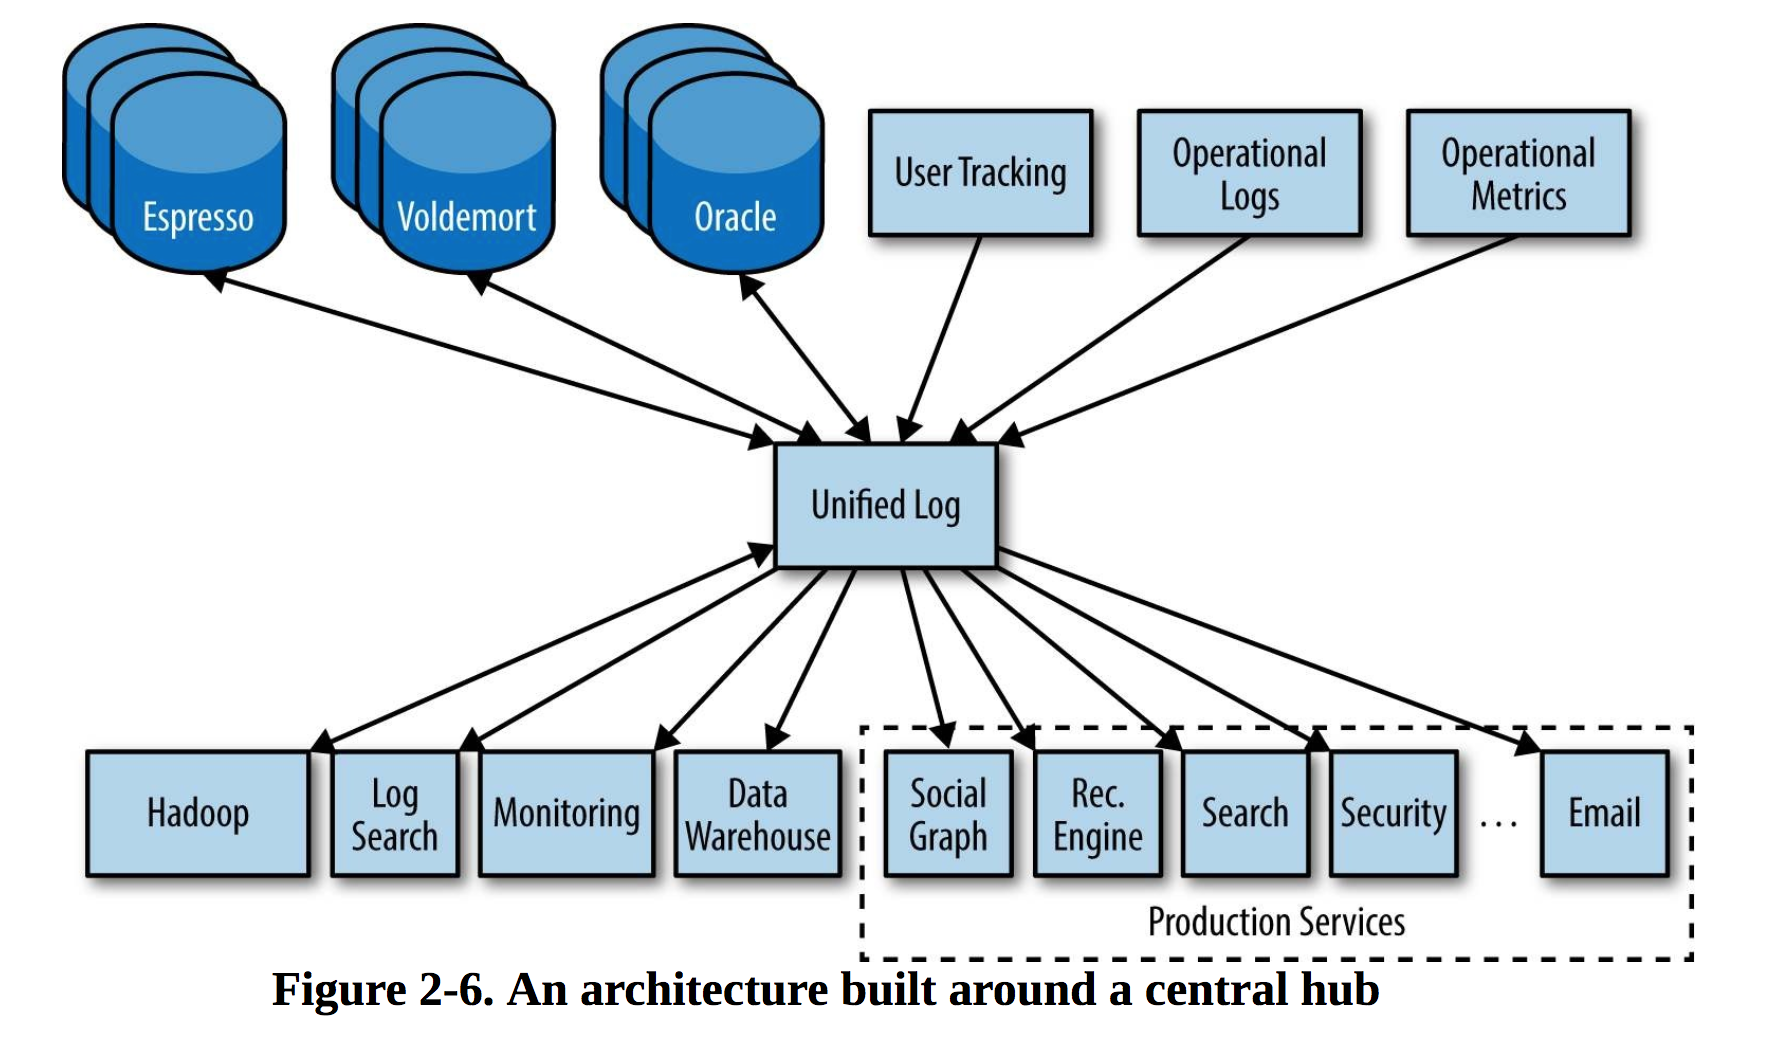 Espresso
Voldemort
Oracle
User Tracking
Operational
Logs
Operational
Metrics
Unified Log
Hadoop
Log
Search
Monitoring
Data
Warehouse
Social
Graph
Rec.
Engine
Search
Security
...
Email
Production Services
Figure 2-6. An architecture built around a central hub